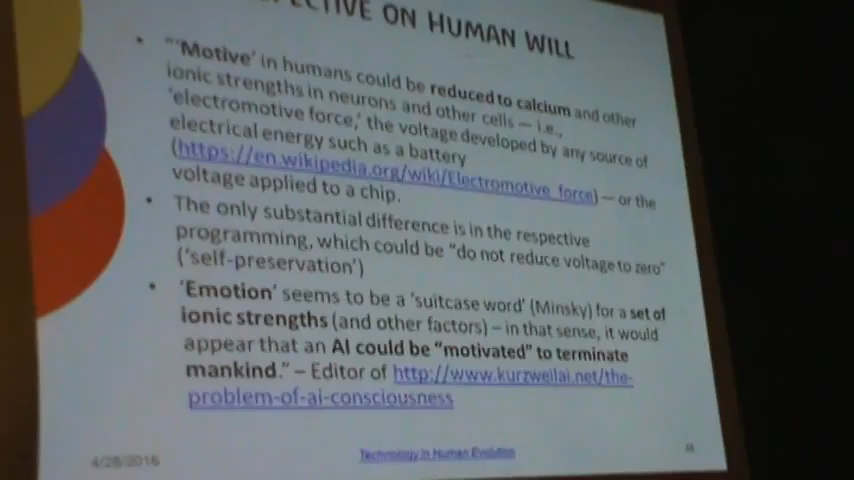 ON HUMAN WILL
• "'Motive' in humans could be reduced to calcium and other
ionic strengths in neurons and other cells — i.e.,
'electromotive force,' the voltage developed by any source of
electrical energy such as a battery
(https://en.wikipedia.org/wiki/Electromotive_force) — or the
voltage applied to a chip.
• The only substantial difference is in the respective
programming, which could be "do not reduce voltage to zero"
('self-preservation')
• 'Emotion' seems to be a 'suitcase word' (Minsky) for a set of
ionic strengths (and other factors) – in that sense, it would
appear that an AI could be "motivated" to terminate
mankind." – Editor of http://www.kurzweilai.net/the-
problem-of-ai-consciousness
4/28/2016
Technology in Human Evolution